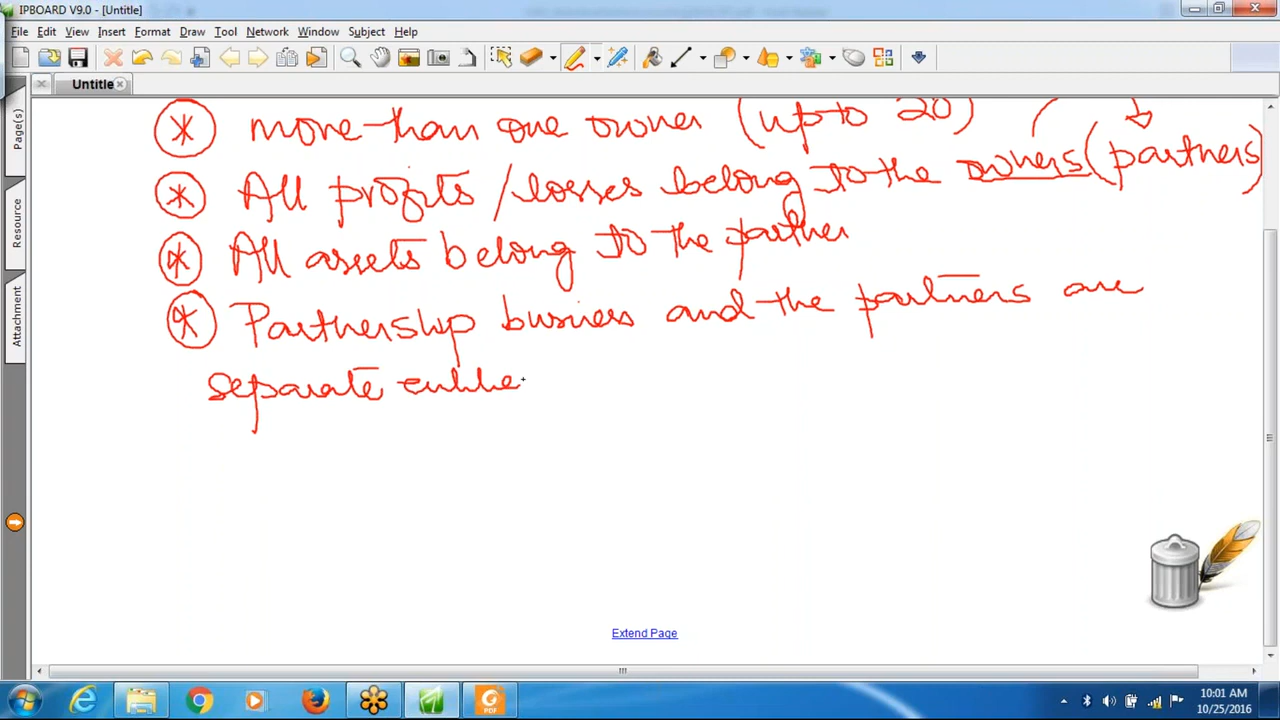 IPBOARD V9.0 - [Untitle]
File Edit View Insert Format Draw Tool Network Window Subject Help
Untitle
Page(s)
Resource
Attachment
more than one owner (up to 20)
All profits/losses belong to the owners (partners)
All assets belong to the partner
Partnership business and the partners are
separate entitie
Extend Page
PDF
10:01 AM
10/25/2016